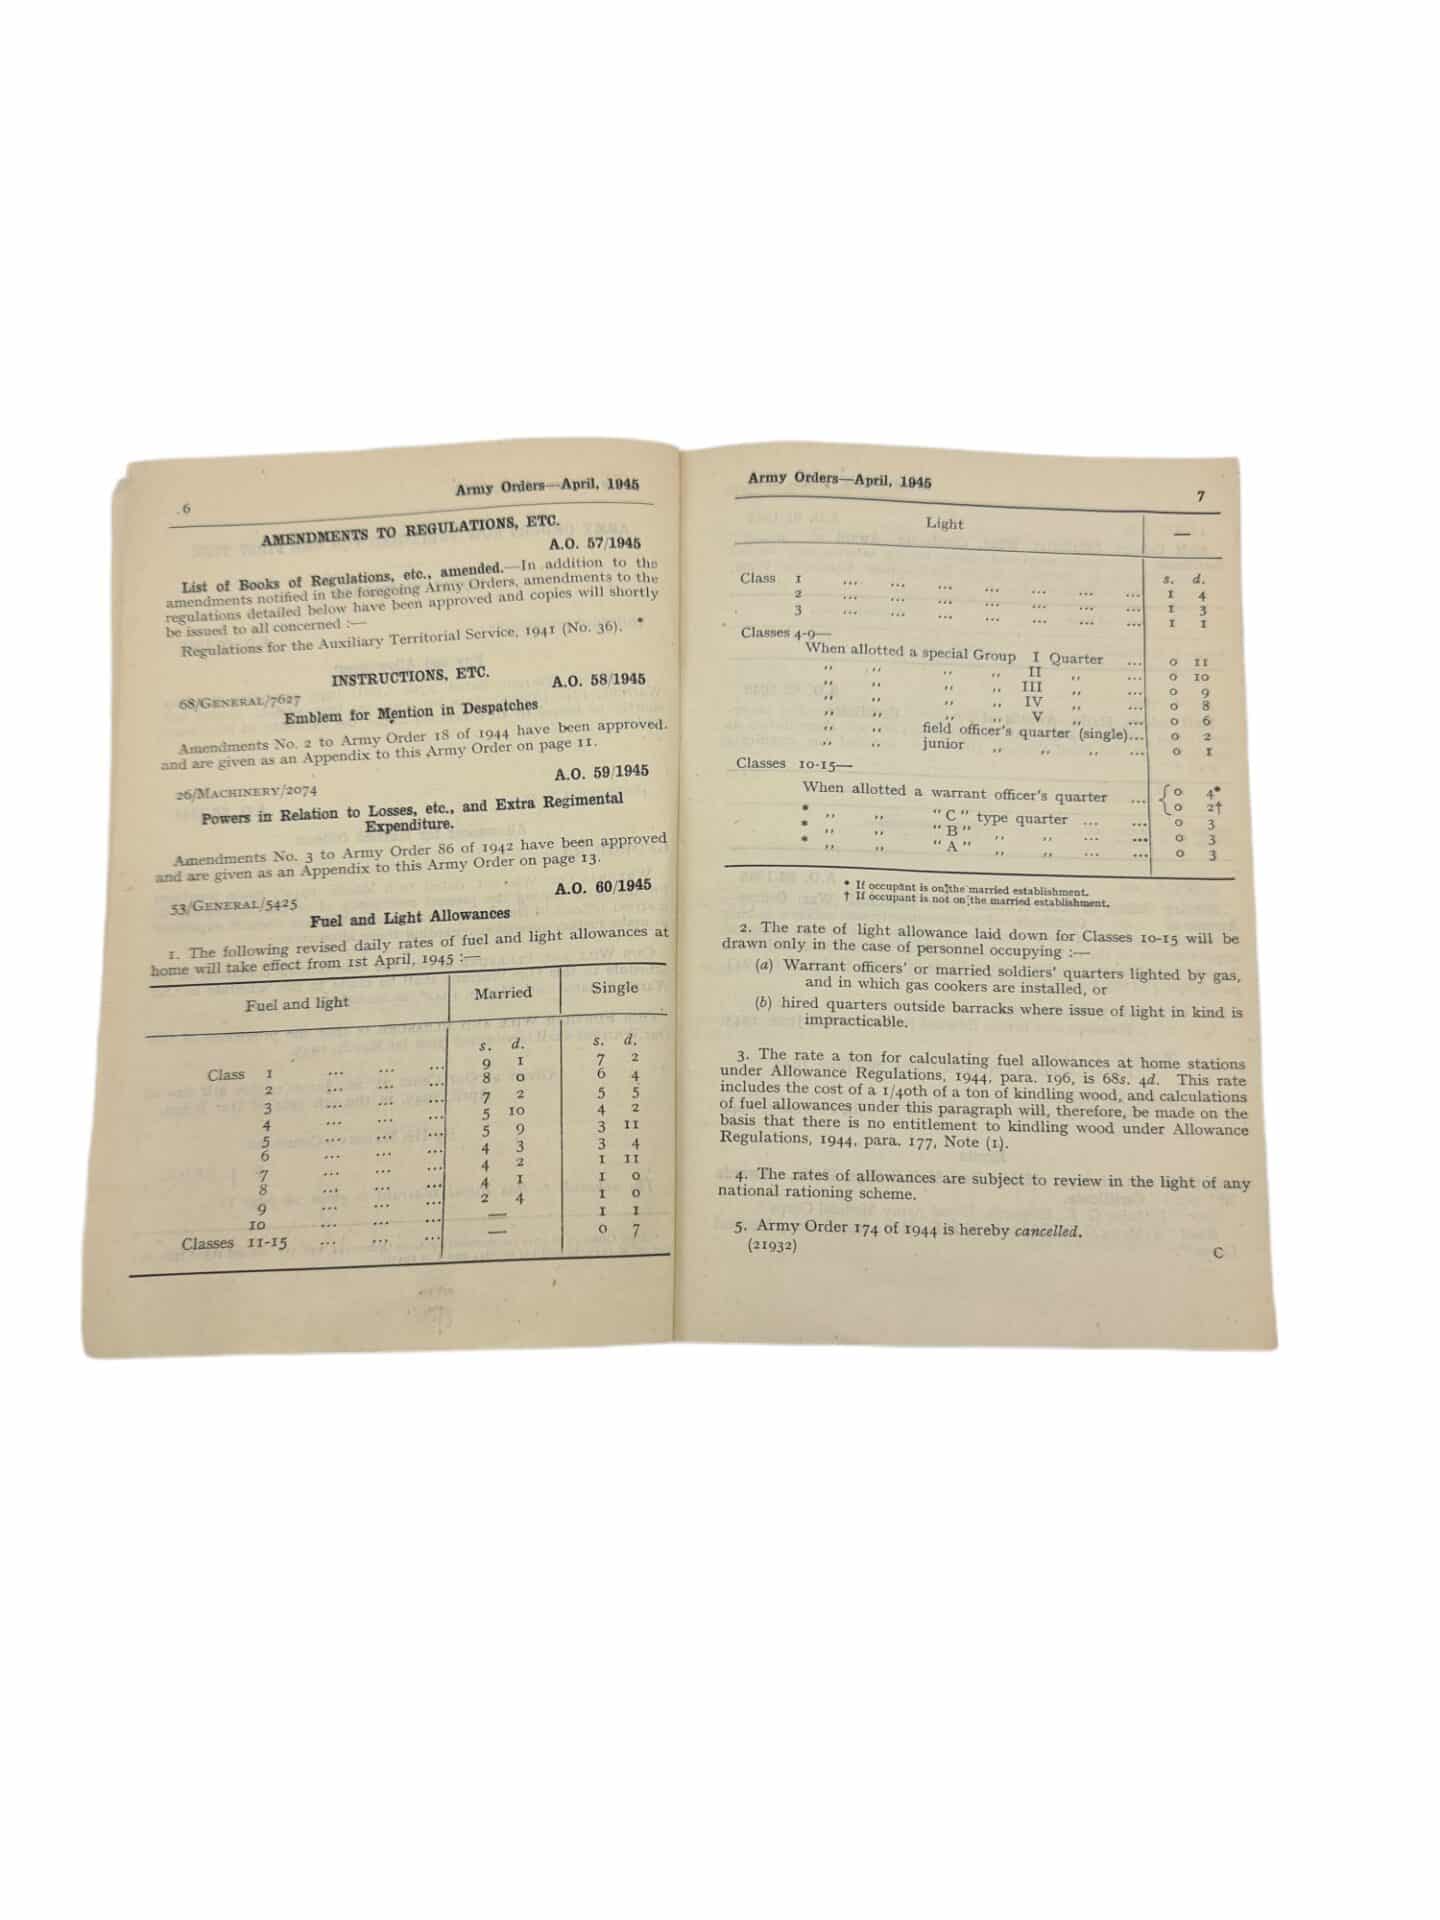 6
Army Orders—April, 1945
AMENDMENTS TO REGULATIONS, ETC.
A.O. 57/1945
List of Books of Regulations, etc., amended.—In addition to the
amendments notified in the foregoing Army Orders, amendments to the
regulations detailed below have been approved and copies will shortly
be issued to all concerned :—
Regulations for the Auxiliary Territorial Service, 1941 (No. 36).
INSTRUCTIONS, ETC.
68/GENERAL/7627
A.O. 58/1945
Emblem for Mention in Despatches
Amendments No. 2 to Army Order 18 of 1944 have been approved.
and are given as an Appendix to this Army Order on page 11.
26/MACHINERY/2074
A.O. 59/1945
Powers in Relation to Losses, etc., and Extra Regimental
Expenditure.
Amendments No. 3 to Army Order 86 of 1942 have been approved
and are given as an Appendix to this Army Order on page 13.
53/GENERAL/5425
A.O. 60/1945
Fuel and Light Allowances
1. The following revised daily rates of fuel and light allowances at
home will take effect from 1st April, 1945 :—
Fuel and light Married Single
s. d. s. d.
Class 1 ... ... ... 9 1 7 2
2 ... ... ... 8 0 6 4
3 ... ... ... 7 2 5 5
4 ... ... ... 5 10 4 2
5 ... ... ... 5 9 3 11
6 ... ... ... 4 3 3 4
7 ... ... ... 4 2 1 11
8 ... ... ... 4 1 1 0
9 ... ... ... 2 4 1 0
10 ... ... ... — 1 1
Classes 11-15 ... ... ... — 0 7
Army Orders—April, 1945
7
Light —
s. d.
Class 1 ... ... ... ... ... ... ... 1 4
2 ... ... ... ... ... ... ... 1 3
3 ... ... ... ... ... ... ... 1 1
Classes 4-9—
When allotted a special Group I Quarter ... 0 11
,, ,, ,, ,, II ,, ... 0 10
,, ,, ,, ,, III ,, ... 0 9
,, ,, ,, ,, IV ,, ... 0 8
,, ,, ,, ,, V ,, ... 0 6
,, ,, field officer's quarter (single)... 0 2
,, ,, junior ,, ,, ,, ... 0 1
Classes 10-15—
When allotted a warrant officer's quarter ... { 0 4*
0 2†
* ,, ,, "C" type quarter ... ... 0 3
* ,, ,, "B" ,, ,, ... ... 0 3
* ,, ,, "A" ,, ,, ... ... 0 3
* If occupant is on the married establishment.
† If occupant is not on the married establishment.
2. The rate of light allowance laid down for Classes 10-15 will be
drawn only in the case of personnel occupying :—
(a) Warrant officers' or married soldiers' quarters lighted by gas,
and in which gas cookers are installed, or
(b) hired quarters outside barracks where issue of light in kind is
impracticable.
3. The rate a ton for calculating fuel allowances at home stations
under Allowance Regulations, 1944, para. 196, is 68s. 4d. This rate
includes the cost of a 1/40th of a ton of kindling wood, and calculations
of fuel allowances under this paragraph will, therefore, be made on the
basis that there is no entitlement to kindling wood under Allowance
Regulations, 1944, para. 177, Note (1).
4. The rates of allowances are subject to review in the light of any
national rationing scheme.
5. Army Order 174 of 1944 is hereby cancelled.
(21932)
C